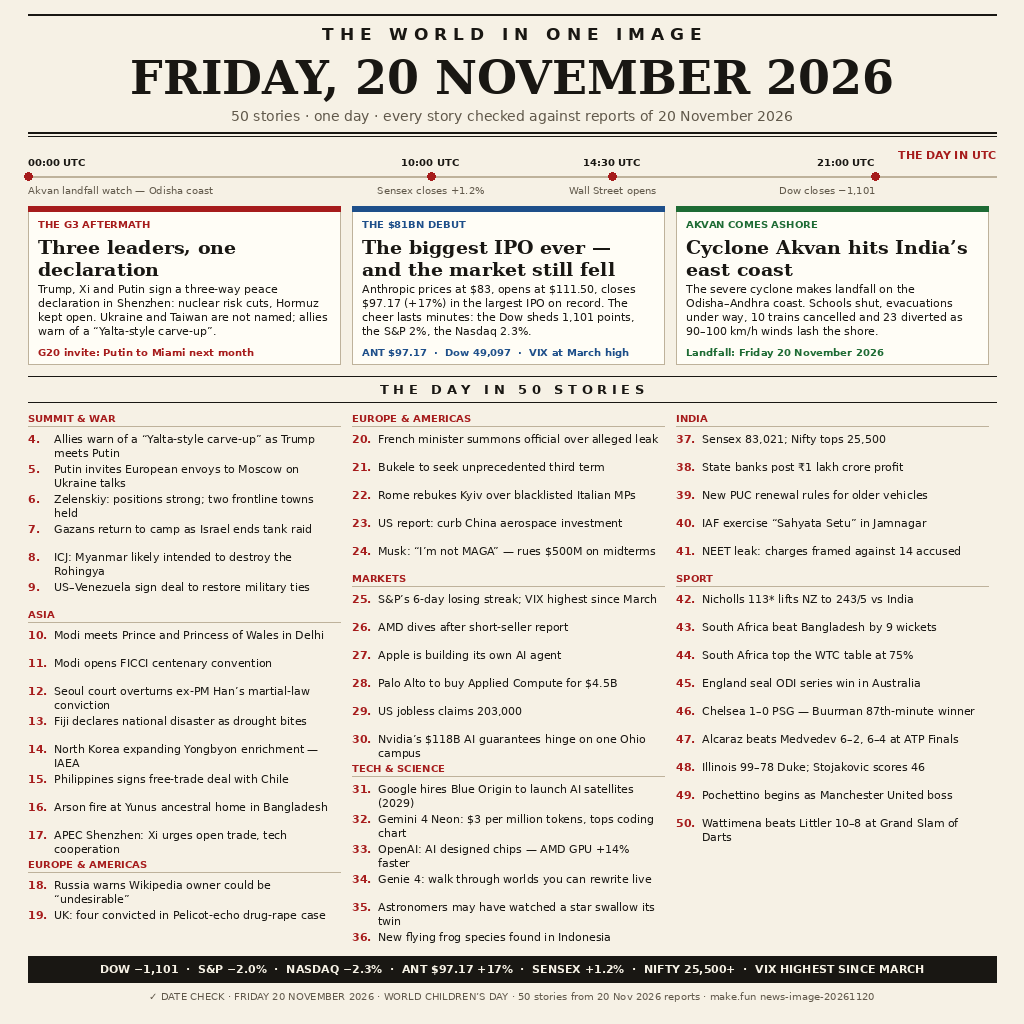 THE WORLD IN ONE IMAGE
FRIDAY, 20 NOVEMBER 2026
50 stories · one day · every story checked against reports of 20 November 2026
THE DAY IN UTC
00:00 UTC
Akvan landfall watch — Odisha coast
10:00 UTC
Sensex closes +1.2%
14:30 UTC
Wall Street opens
21:00 UTC
Dow closes −1,101
THE G3 AFTERMATH
Three leaders, one
declaration
Trump, Xi and Putin sign a three-way peace
declaration in Shenzhen: nuclear risk cuts, Hormuz
kept open. Ukraine and Taiwan are not named; allies
warn of a “Yalta-style carve-up”.
G20 invite: Putin to Miami next month
THE $81BN DEBUT
The biggest IPO ever —
and the market still fell
Anthropic prices at $83, opens at $111.50, closes
$97.17 (+17%) in the largest IPO on record. The
cheer lasts minutes: the Dow sheds 1,101 points,
the S&P 2%, the Nasdaq 2.3%.
ANT $97.17 · Dow 49,097 · VIX at March high
AKVAN COMES ASHORE
Cyclone Akvan hits India’s
east coast
The severe cyclone makes landfall on the
Odisha–Andhra coast. Schools shut, evacuations
under way, 10 trains cancelled and 23 diverted as
90–100 km/h winds lash the shore.
Landfall: Friday 20 November 2026
THE DAY IN 50 STORIES
SUMMIT & WAR
4. Allies warn of a “Yalta-style carve-up” as Trump
meets Putin
5. Putin invites European envoys to Moscow on
Ukraine talks
6. Zelenskiy: positions strong; two frontline towns
held
7. Gazans return to camp as Israel ends tank raid
8. ICJ: Myanmar likely intended to destroy the
Rohingya
9. US–Venezuela sign deal to restore military ties
ASIA
10. Modi meets Prince and Princess of Wales in Delhi
11. Modi opens FICCI centenary convention
12. Seoul court overturns ex-PM Han’s martial-law
conviction
13. Fiji declares national disaster as drought bites
14. North Korea expanding Yongbyon enrichment —
IAEA
15. Philippines signs free-trade deal with Chile
16. Arson fire at Yunus ancestral home in Bangladesh
17. APEC Shenzhen: Xi urges open trade, tech
cooperation
EUROPE & AMERICAS
18. Russia warns Wikipedia owner could be
“undesirable”
19. UK: four convicted in Pelicot-echo drug-rape case
EUROPE & AMERICAS
20. French minister summons official over alleged leak
21. Bukele to seek unprecedented third term
22. Rome rebukes Kyiv over blacklisted Italian MPs
23. US report: curb China aerospace investment
24. Musk: “I’m not MAGA” — rues $500M on midterms
MARKETS
25. S&P’s 6-day losing streak; VIX highest since March
26. AMD dives after short-seller report
27. Apple is building its own AI agent
28. Palo Alto to buy Applied Compute for $4.5B
29. US jobless claims 203,000
30. Nvidia’s $118B AI guarantees hinge on one Ohio
campus
TECH & SCIENCE
31. Google hires Blue Origin to launch AI satellites
(2029)
32. Gemini 4 Neon: $3 per million tokens, tops coding
chart
33. OpenAI: AI designed chips — AMD GPU +14%
faster
34. Genie 4: walk through worlds you can rewrite live
35. Astronomers may have watched a star swallow its
twin
36. New flying frog species found in Indonesia
INDIA
37. Sensex 83,021; Nifty tops 25,500
38. State banks post ₹1 lakh crore profit
39. New PUC renewal rules for older vehicles
40. IAF exercise “Sahyata Setu” in Jamnagar
41. NEET leak: charges framed against 14 accused
SPORT
42. Nicholls 113* lifts NZ to 243/5 vs India
43. South Africa beat Bangladesh by 9 wickets
44. South Africa top the WTC table at 75%
45. England seal ODI series win in Australia
46. Chelsea 1–0 PSG — Buurman 87th-minute winner
47. Alcaraz beats Medvedev 6–2, 6–4 at ATP Finals
48. Illinois 99–78 Duke; Stojakovic scores 46
49. Pochettino begins as Manchester United boss
50. Wattimena beats Littler 10–8 at Grand Slam of
Darts
DOW −1,101 · S&P −2.0% · NASDAQ −2.3% · ANT $97.17 +17% · SENSEX +1.2% · NIFTY 25,500+ · VIX HIGHEST SINCE MARCH
✓ DATE CHECK · FRIDAY 20 NOVEMBER 2026 · WORLD CHILDREN’S DAY · 50 stories from 20 Nov 2026 reports · make.fun news-image-20261120